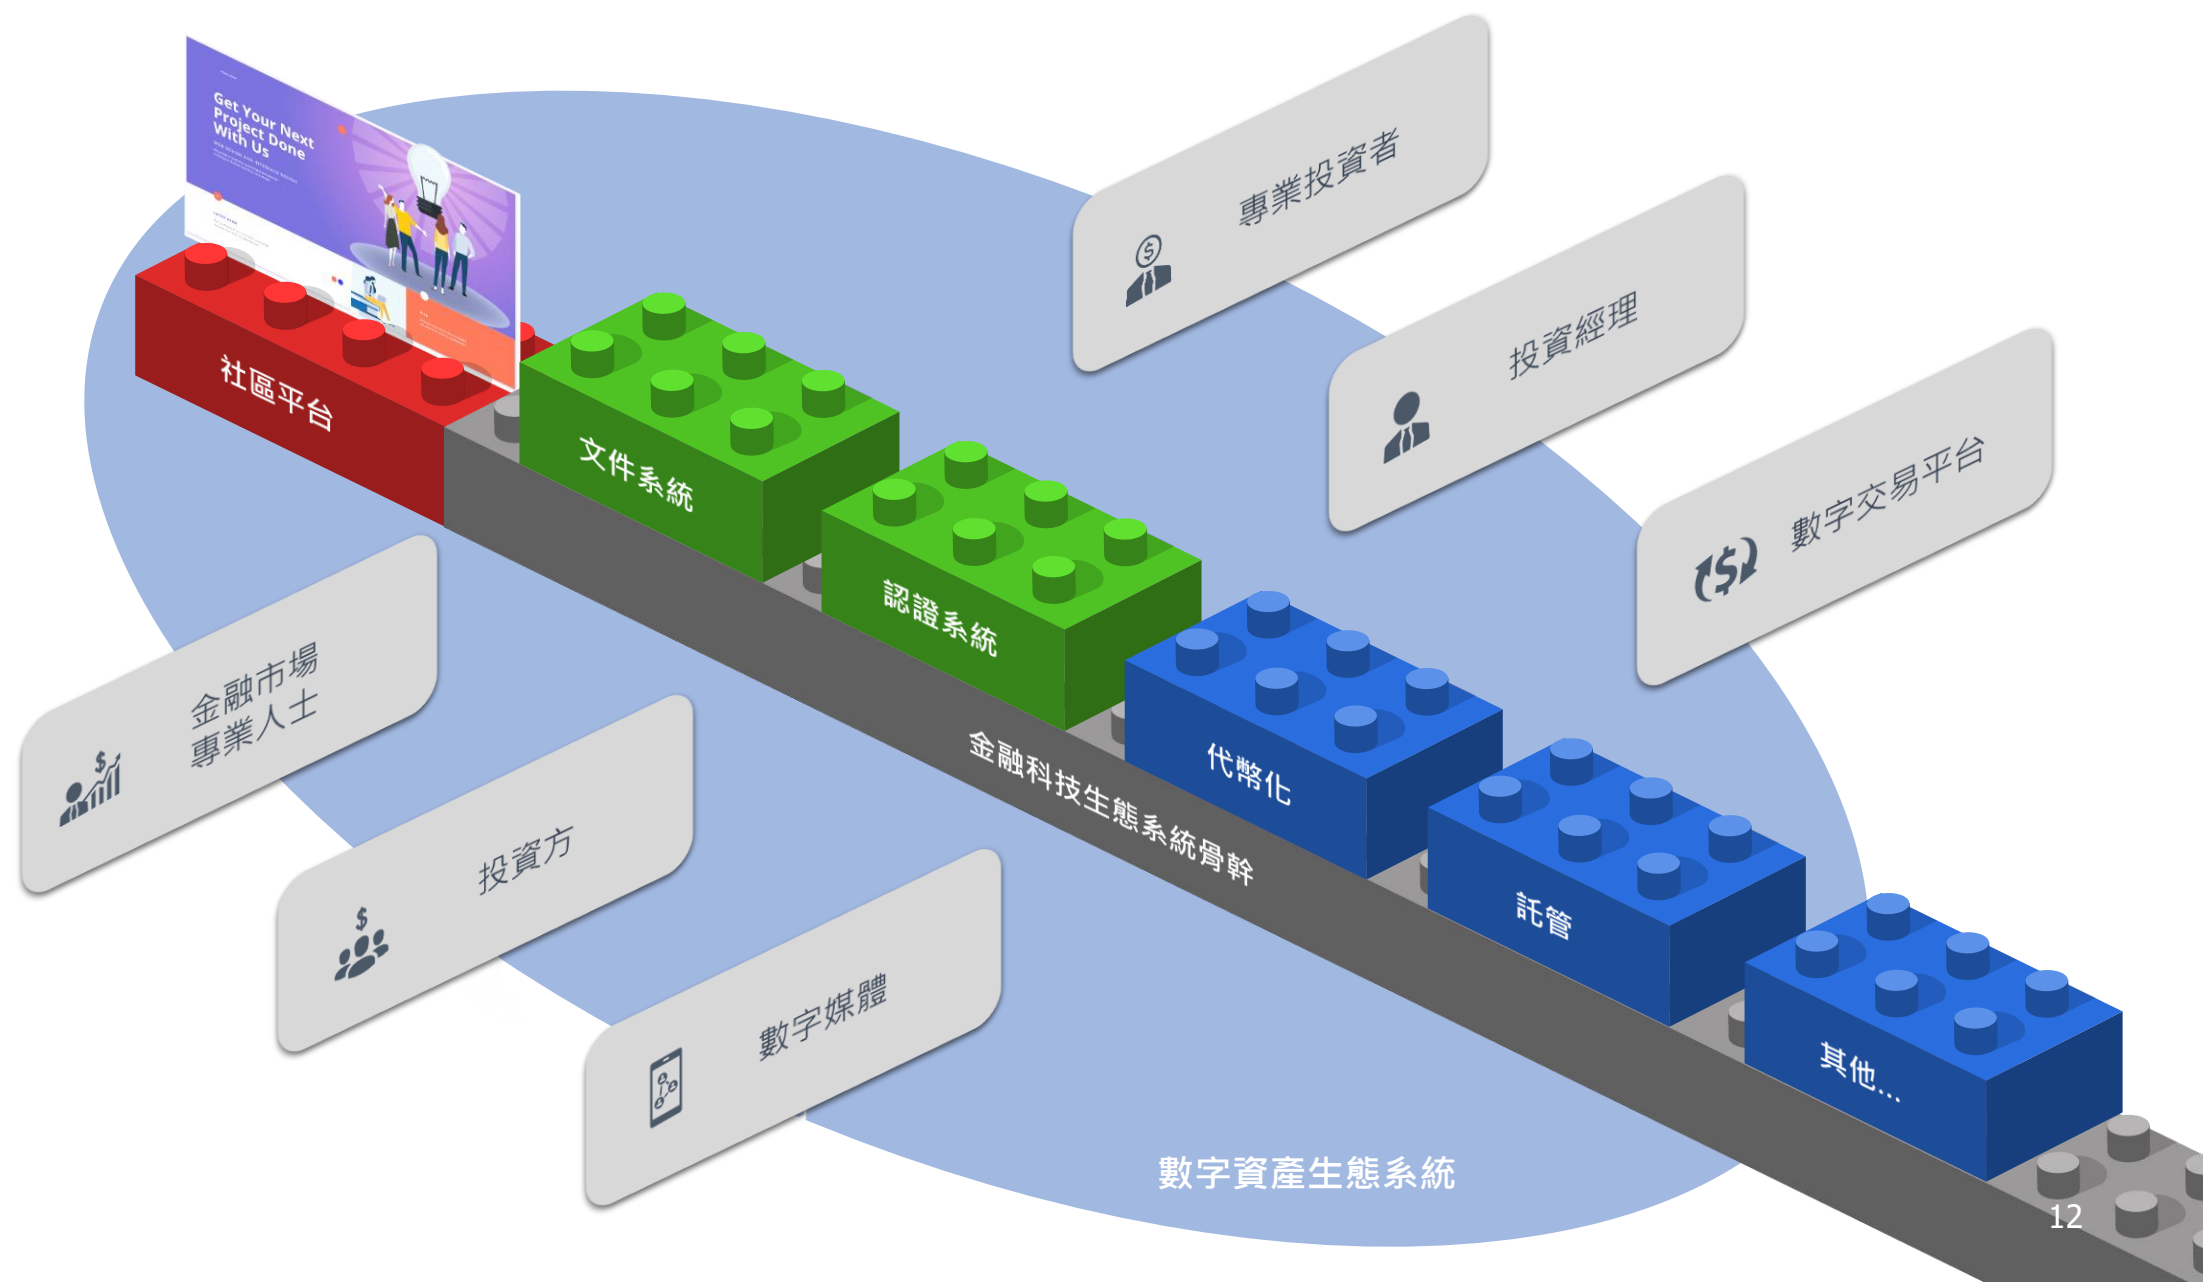 Get Your Next
Project Done
With Us
專業投資者
投資經理
數字交易平台
社區平台
文件系統
認證系統
代幣化
託管
其他...
金融科技生態系統骨幹
金融市場
專業人士
投資方
數字媒體
數字資產生態系統
12